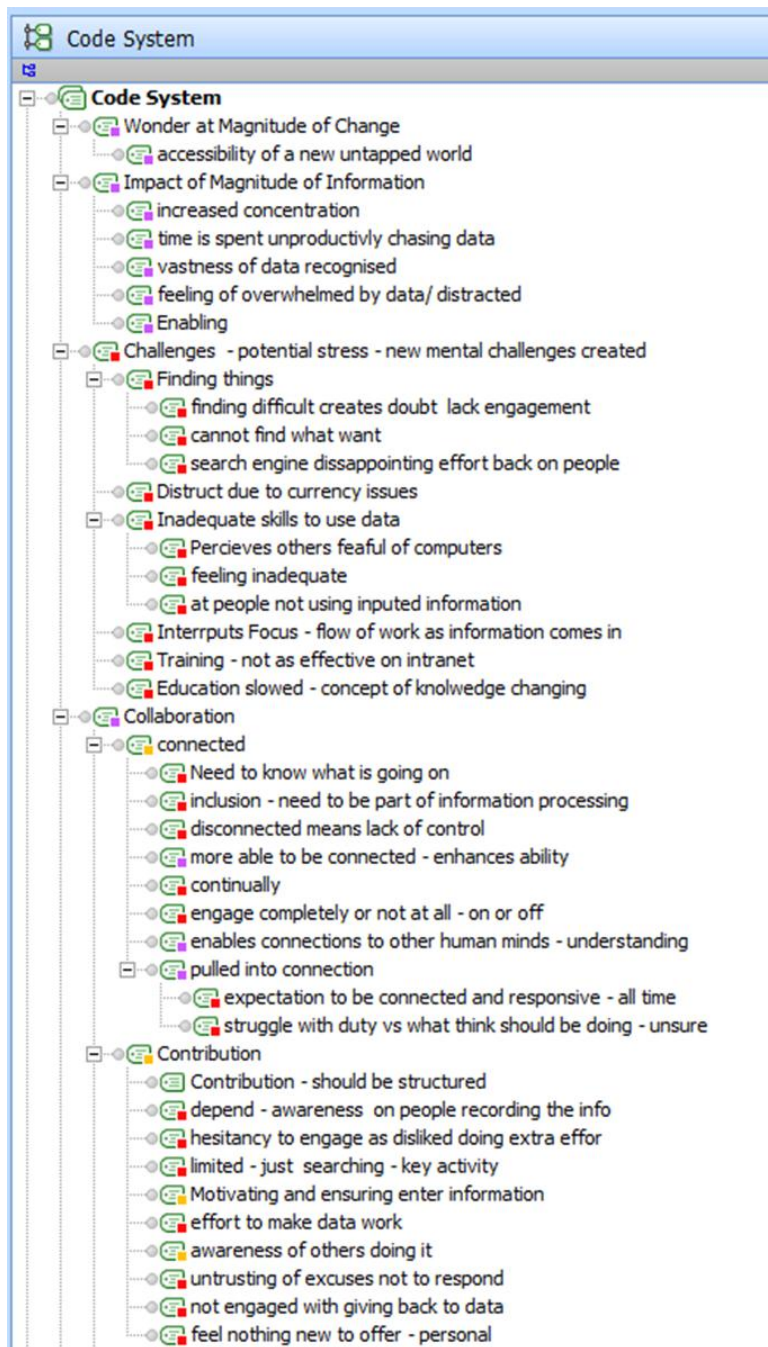 Code System
Code System
Wonder at Magnitude of Change
accessibility of a new untapped world
Impact of Magnitude of Information
increased concentration
time is spent unproductivly chasing data
vastness of data recognised
feeling of overwhelmed by data/ distracted
Enabling
Challenges - potential stress - new mental challenges created
Finding things
finding difficult creates doubt lack engagement
cannot find what want
search engine dissappointing effort back on people
Distruct due to currency issues
Inadequate skills to use data
Percieves others feaful of computers
feeling inadequate
at people not using inputed information
Interrputs Focus - flow of work as information comes in
Training - not as effective on intranet
Education slowed - concept of knolwedge changing
Collaboration
connected
Need to know what is going on
inclusion - need to be part of information processing
disconnected means lack of control
more able to be connected - enhances ability
continually
engage completely or not at all - on or off
enables connections to other human minds - understanding
pulled into connection
expectation to be connected and responsive - all time
struggle with duty vs what think should be doing - unsure
Contribution
Contribution - should be structured
depend - awareness on people recording the info
hesitancy to engage as disliked doing extra effor
limited - just searching - key activity
Motivating and ensuring enter information
effort to make data work
awareness of others doing it
untrusting of excuses not to respond
not engaged with giving back to data
feel nothing new to offer - personal